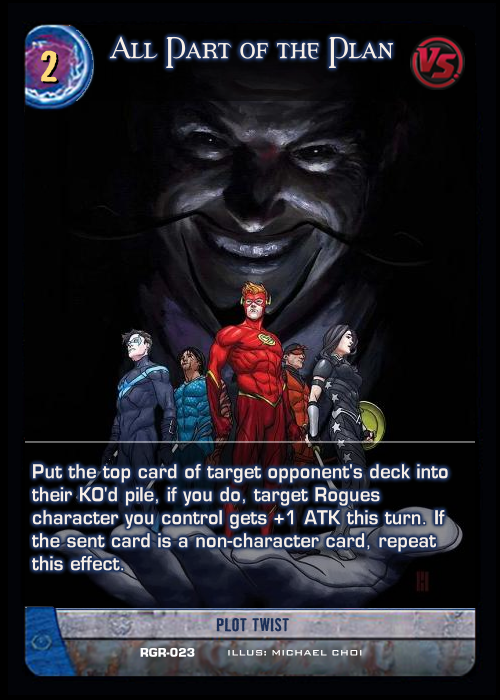 2
All Part of the Plan
VS
Put the top card of target opponent's deck into
their KO'd pile, if you do, target Rogues
character you control gets +1 ATK this turn. If
the sent card is a non-character card, repeat
this effect.
PLOT TWIST
RGR-023 ILLUS: MICHAEL CHOI